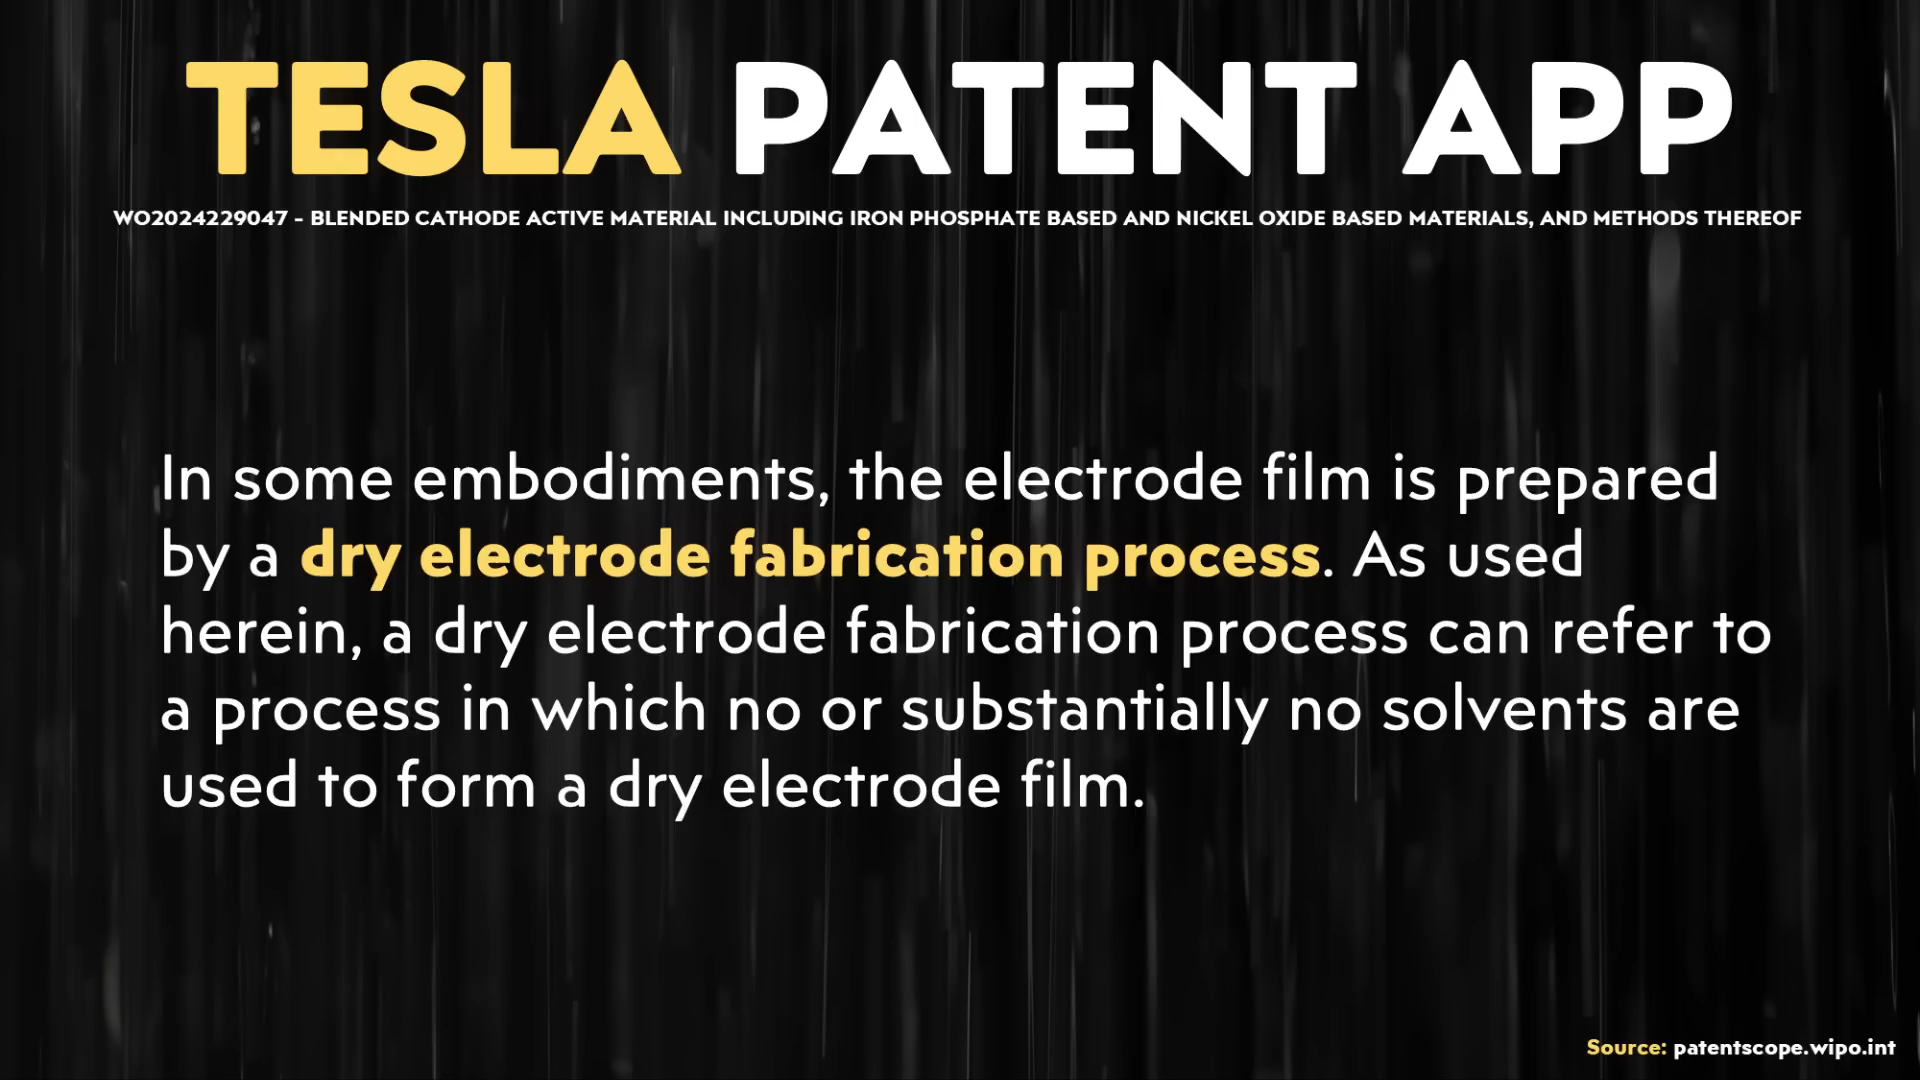 TESLA PATENT APP
WO2024229047 - BLENDED CATHODE ACTIVE MATERIAL INCLUDING IRON PHOSPHATE BASED AND NICKEL OXIDE BASED MATERIALS, AND METHODS THEREOF
In some embodiments, the electrode film is prepared
by a dry electrode fabrication process. As used
herein, a dry electrode fabrication process can refer to
a process in which no or substantially no solvents are
used to form a dry electrode film.
Source: patentscope.wipo.int